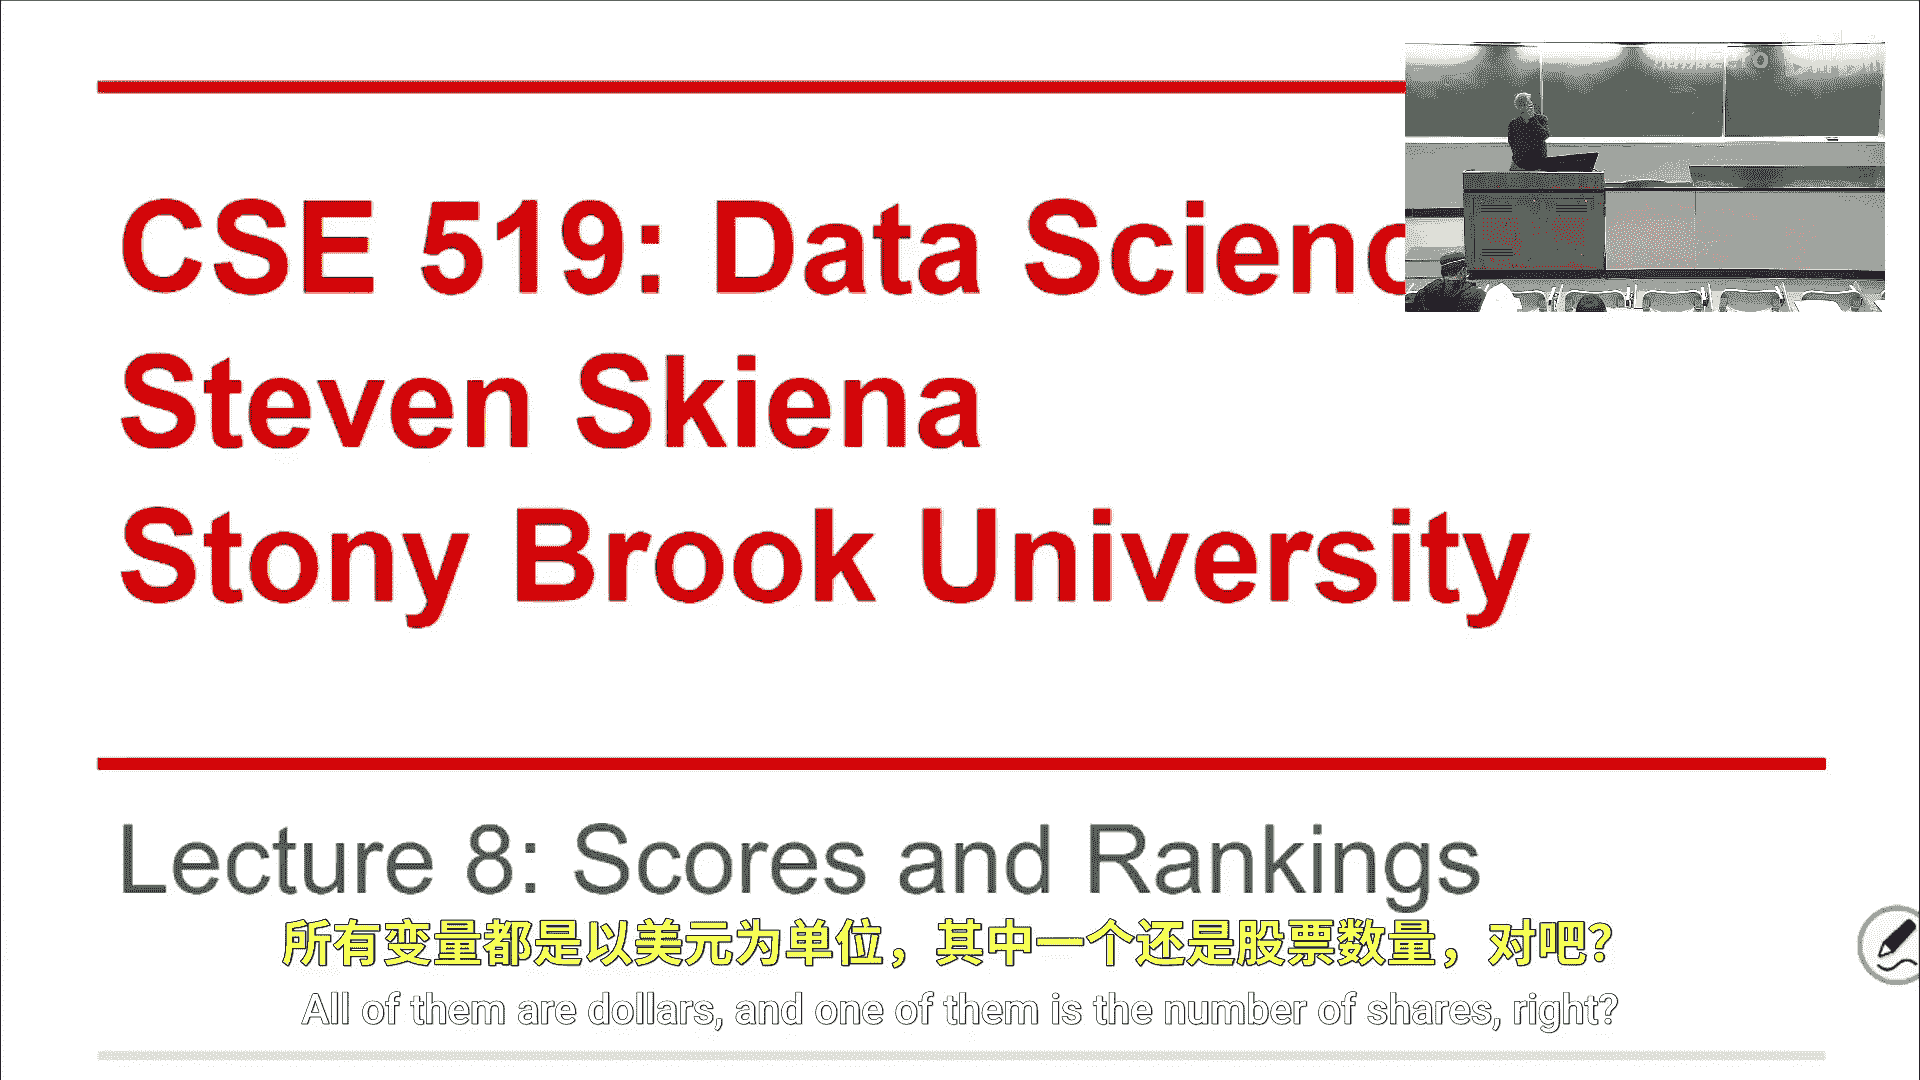 CSE 519: Data Scienc
Steven Skiena
Stony Brook University
Lecture 8: Scores and Rankings
所有变量都是以美元为单位，其中一个还是股票数量，对吧？
All of them are dollars, and one of them is the number of shares, right?